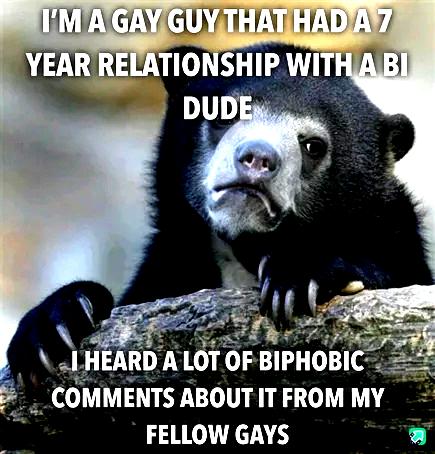 I'M A GAY GUY THAT HAD A 7
YEAR RELATIONSHIP WITH A BI
DUDE
I HEARD A LOT OF BIPHOBIC
COMMENTS ABOUT IT FROM MY
FELLOW GAYS